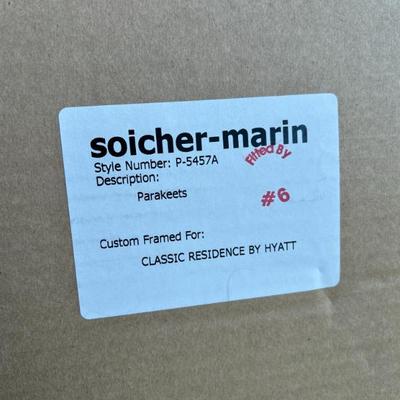 soicher-marin
Style Number: P-5457A
Description:
Parakeets
Fitted By
#6
Custom Framed For:
CLASSIC RESIDENCE BY HYATT